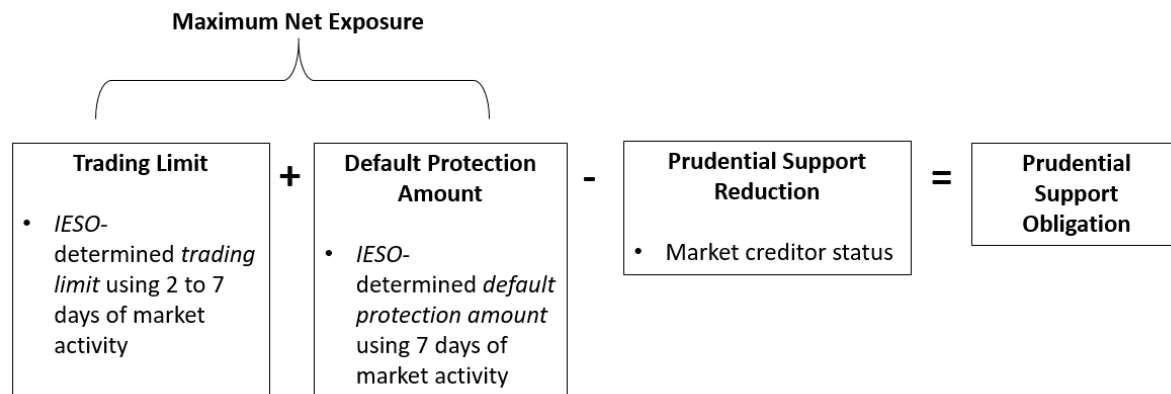 Maximum Net Exposure
Trading Limit
• IESO-
determined trading
limit using 2 to 7
days of market
activity
+
Default Protection
Amount
• IESO-
determined default
protection amount
using 7 days of
market activity
-
Prudential Support
Reduction
• Market creditor status
=
Prudential
Support
Obligation